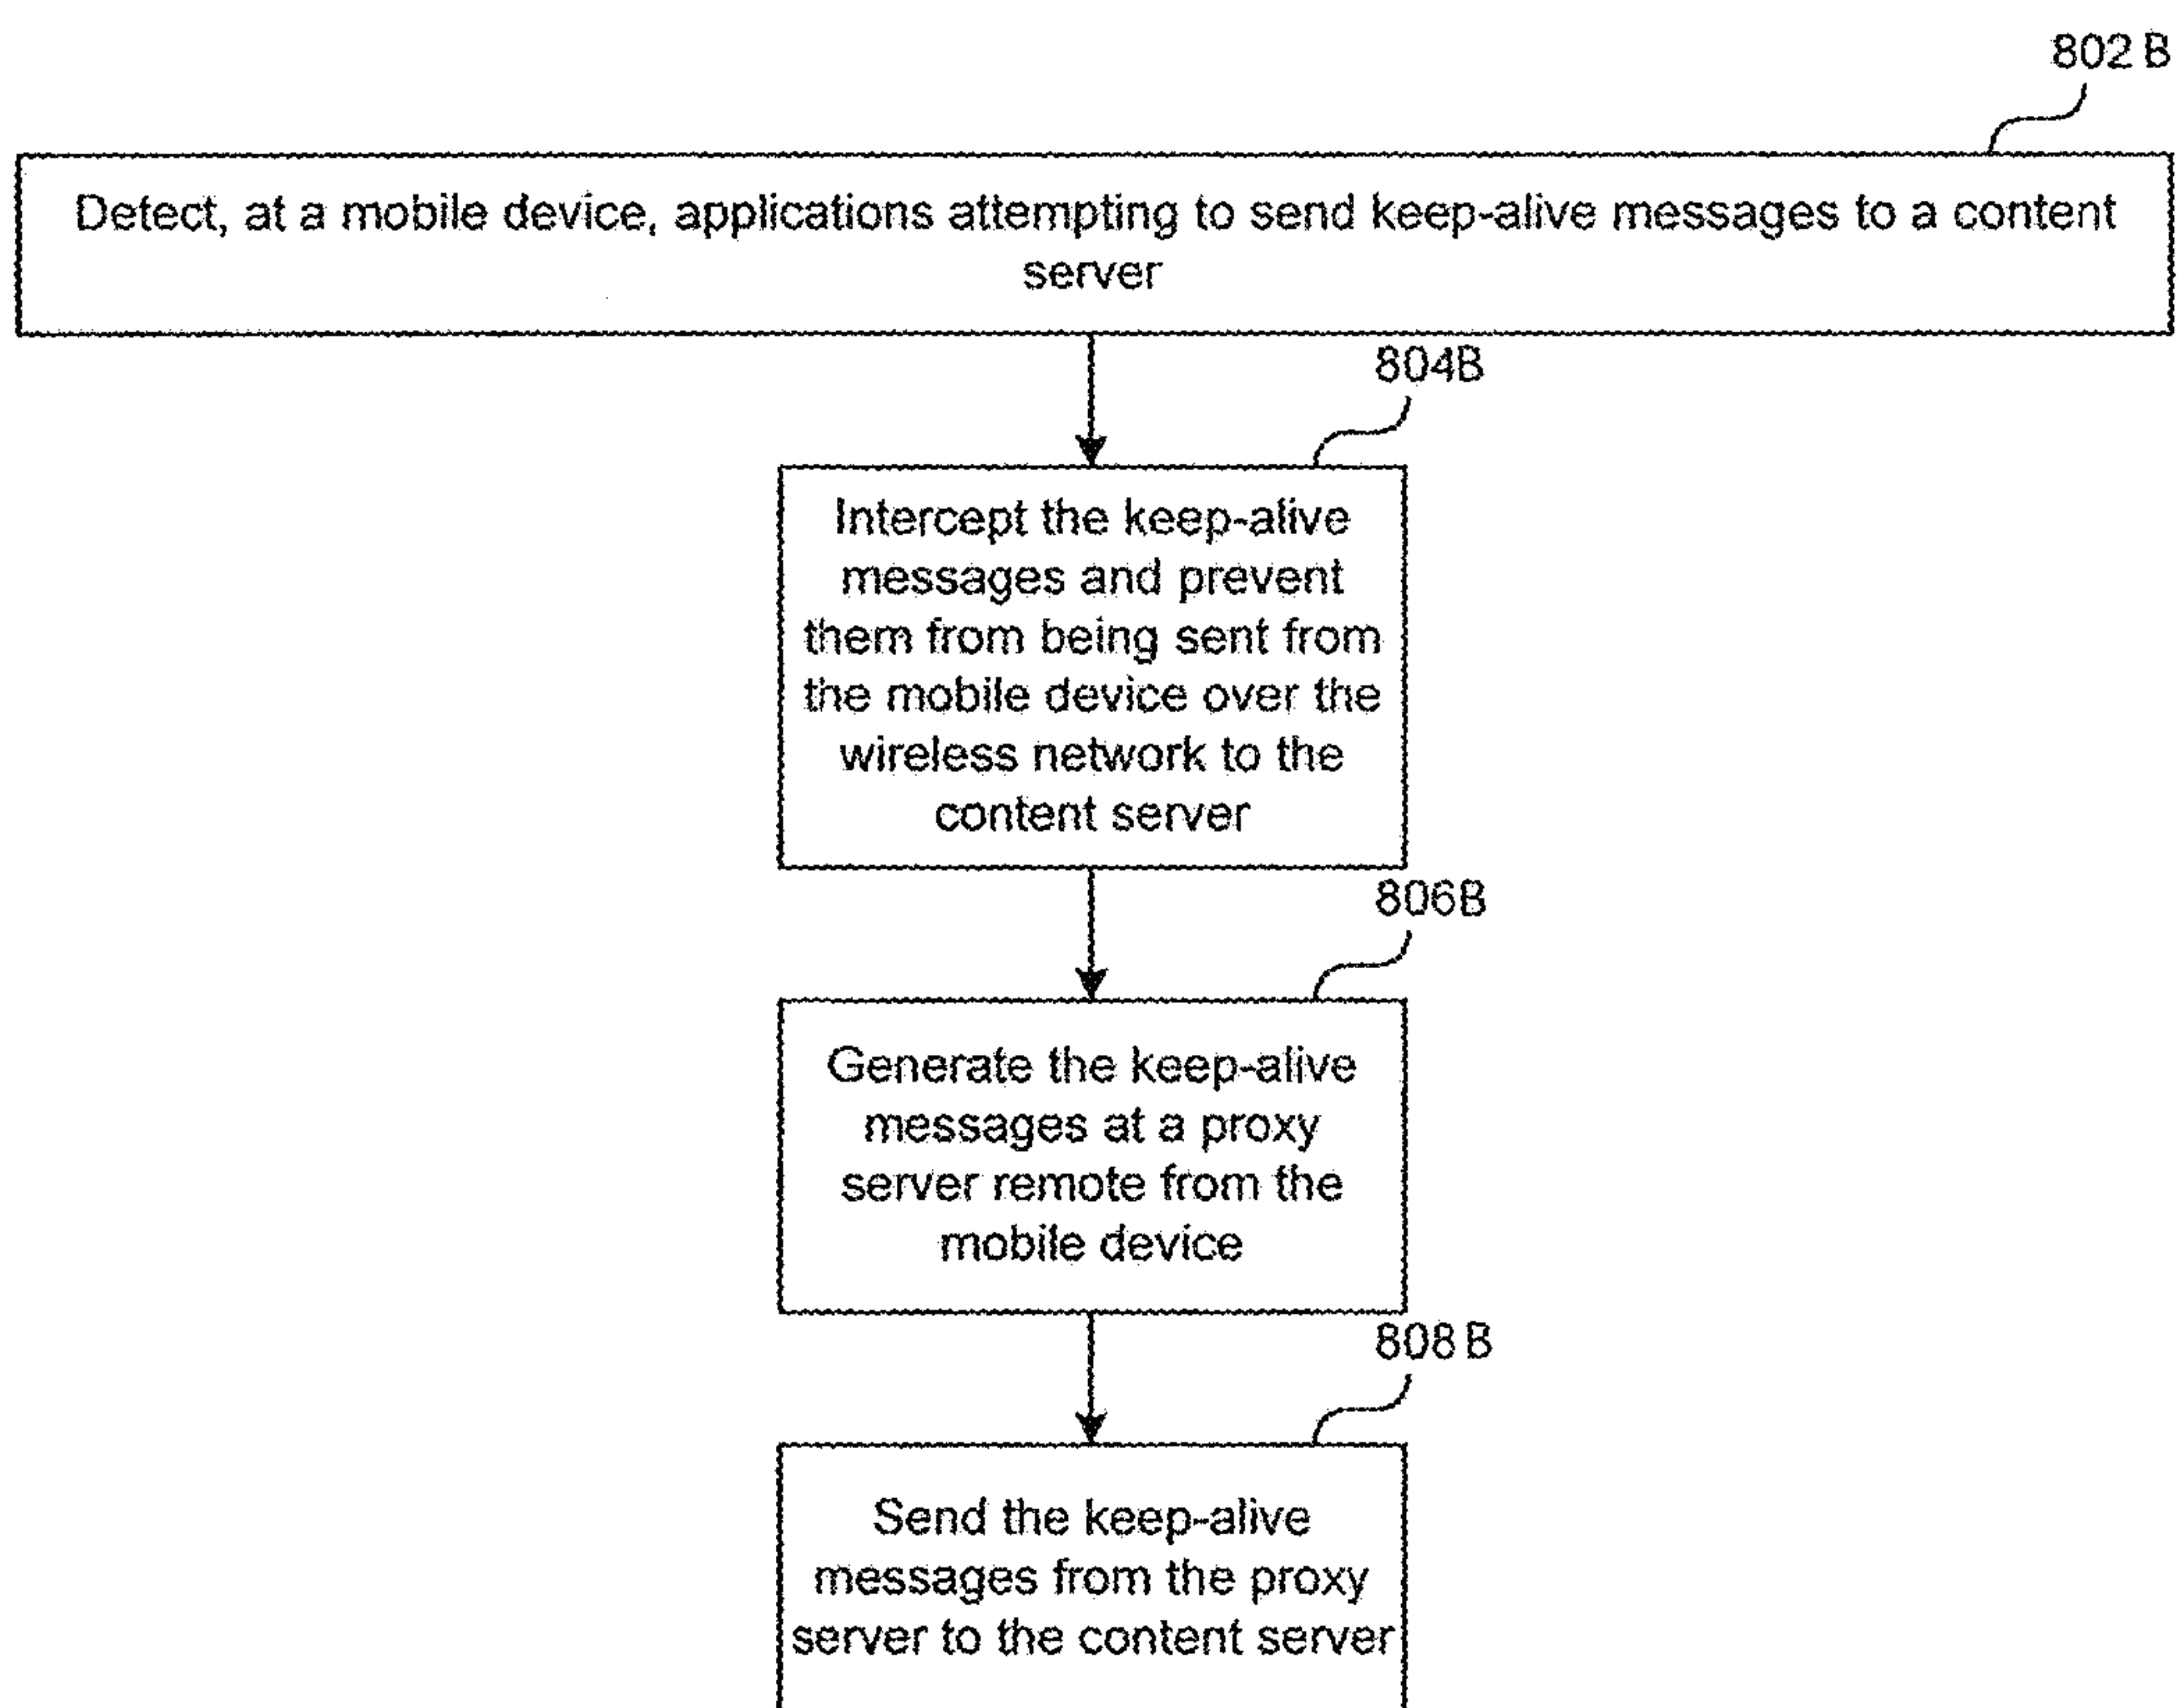 802 B
Detect, at a mobile device, applications attempting to send keep-alive messages to a content
server
804B
Intercept the keep-alive
messages and prevent
them from being sent from
the mobile device over the
wireless network to the
content server
806B
Generate the keep-alive
messages at a proxy
server remote from the
mobile device
808 B
Send the keep-alive
messages from the proxy
server to the content server